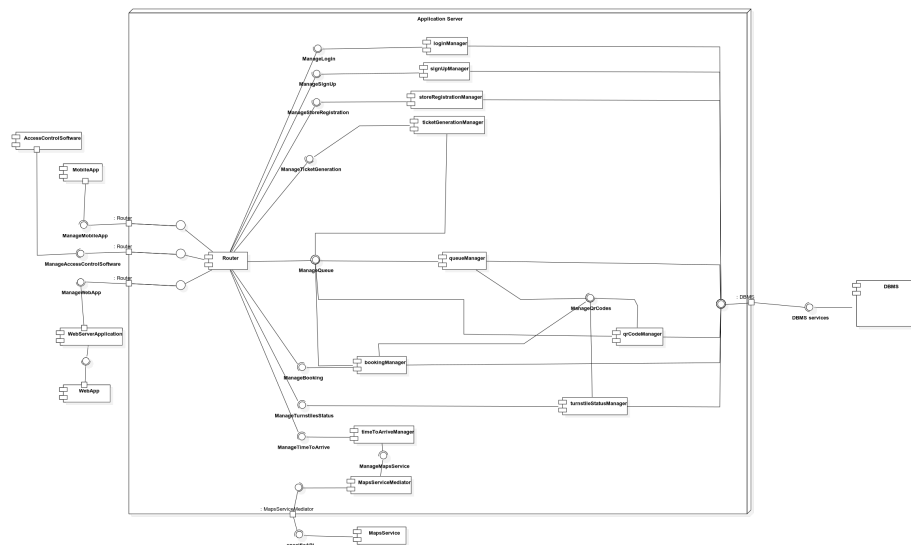 Application Server
loginManager
ManageLogin
signUpManager
ManageSignUp
storeRegistrationManager
ManageStoreRegistration
ticketGenerationManager
AccessControlSoftware
ManageTicketGeneration
MobileApp
: Router
ManageMobileApp
: Router
Router
queueManager
ManageAccessControlSoftware
ManageQueue
: Router
DBMS
ManageWebApp
: DBMS
ManageQrCodes
DBMS services
WebServerApplication
qrCodeManager
bookingManager
ManageBooking
WebApp
turnstileStatusManager
ManageTurnstilesStatus
timeToArriveManager
ManageTimeToArrive
ManageMapsService
MapsServiceMediator
: MapsServiceMediator
MapsService